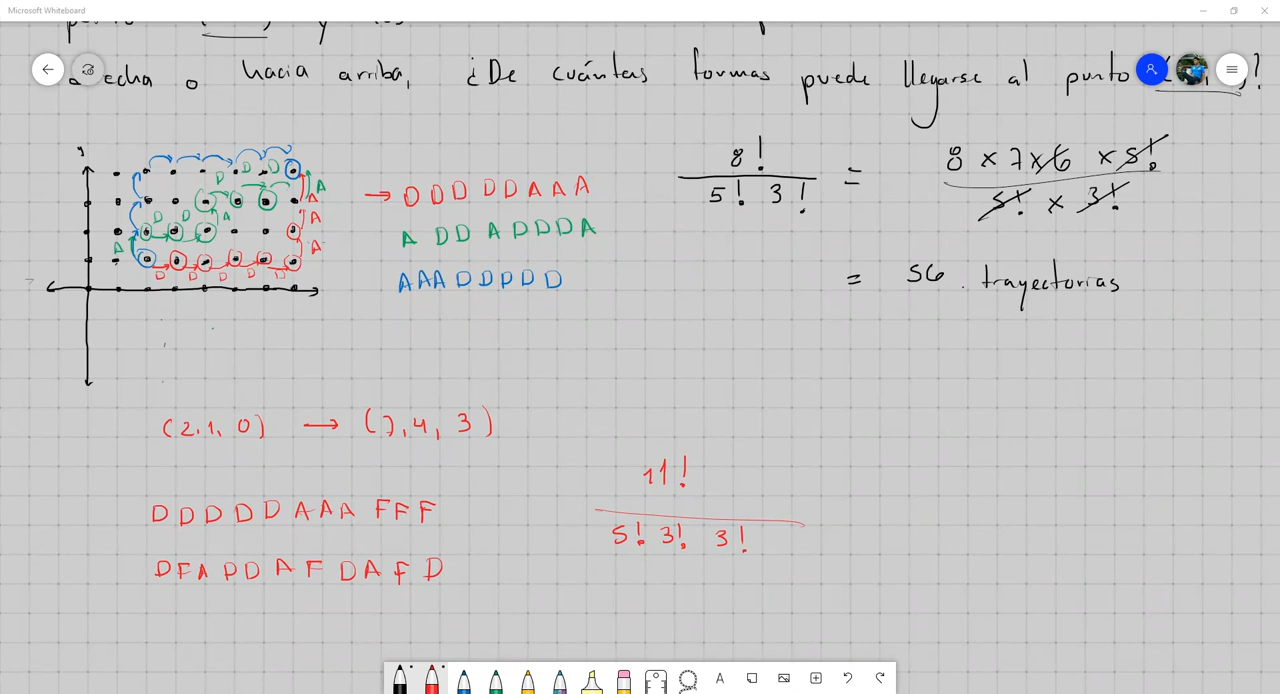 Microsoft Whiteboard
y
hacia arriba, ¿De cuántas formas puede llegarse al punto
y
D D D D D A A A
A D D A D D D A
A A A D D D D D
8! / 5! 3! = 8 × 7 × 6 × 5! / 5! × 3!
= 56. trayectorias
D D
D D A A
A
A
A D D D D D A
(2,1,0) → (7,4,3)
11! / 5! 3! 3!
D D D D D A A A F F F
D F A D D A F D A F D
A